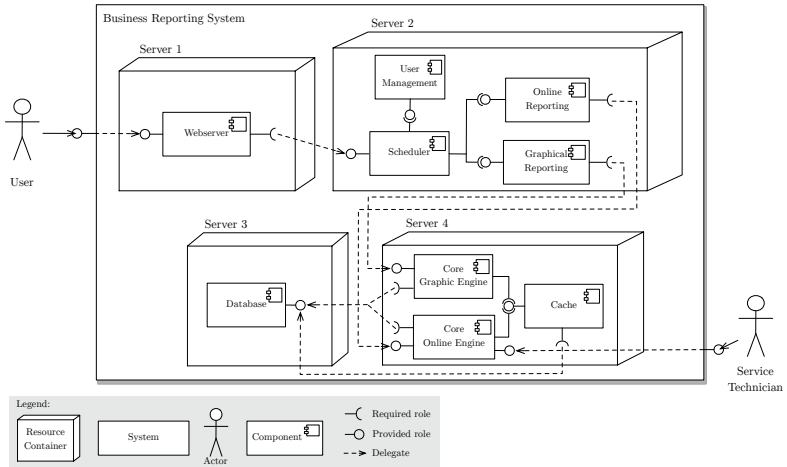 Business Reporting System
Server 2
Server 1
User
Management
Online
Reporting
Webserver
Scheduler
Graphical
Reporting
User
Server 3
Server 4
Core
Graphic Engine
Database
Cache
Core
Online Engine
Service
Technician
Legend:
Resource
Container
System
Actor
Component
Required role
Provided role
Delegate